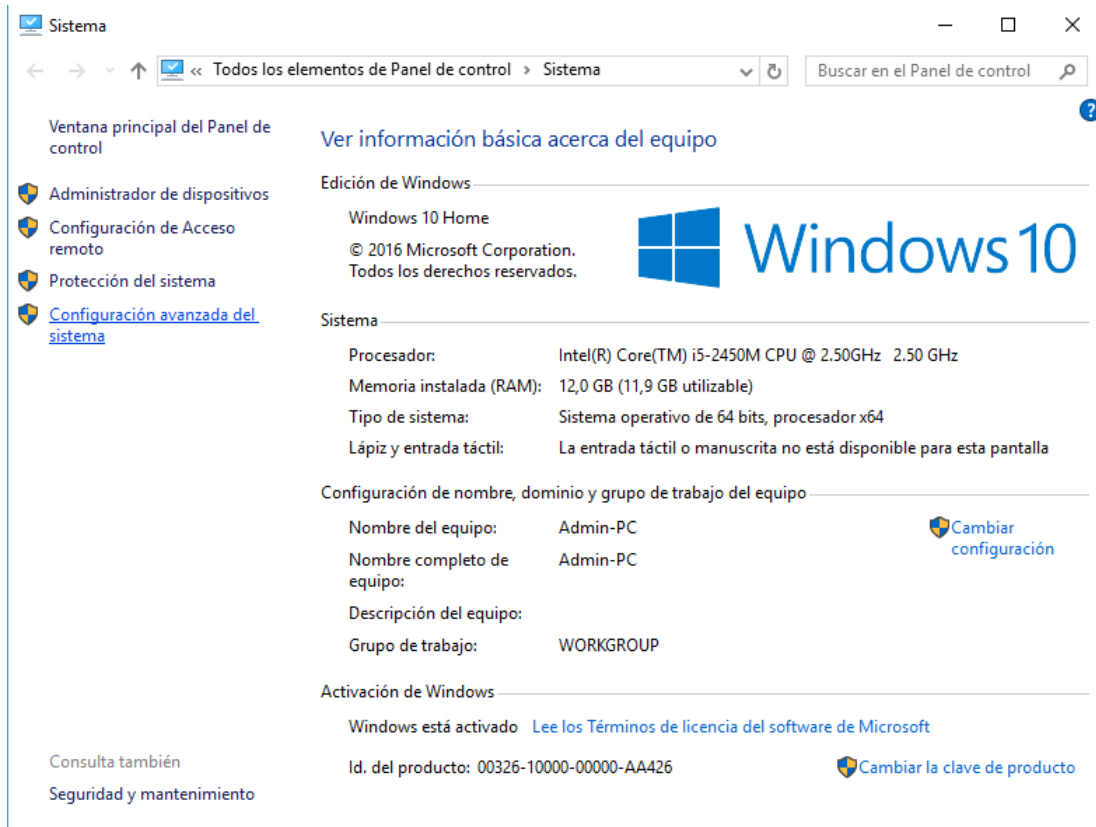 Sistema
« Todos los elementos de Panel de control › Sistema
Buscar en el Panel de control
?
Ventana principal del Panel de
control
Administrador de dispositivos
Configuración de Acceso
remoto
Protección del sistema
Configuración avanzada del
sistema
Ver información básica acerca del equipo
Edición de Windows
Windows 10 Home
© 2016 Microsoft Corporation.
Todos los derechos reservados.
Windows 10
Sistema
Procesador: Intel(R) Core(TM) i5-2450M CPU @ 2.50GHz 2.50 GHz
Memoria instalada (RAM): 12,0 GB (11,9 GB utilizable)
Tipo de sistema: Sistema operativo de 64 bits, procesador x64
Lápiz y entrada táctil: La entrada táctil o manuscrita no está disponible para esta pantalla
Configuración de nombre, dominio y grupo de trabajo del equipo
Nombre del equipo: Admin-PC
Cambiar
configuración
Nombre completo de
equipo:
Admin-PC
Descripción del equipo:
Grupo de trabajo: WORKGROUP
Activación de Windows
Windows está activado Lee los Términos de licencia del software de Microsoft
Id. del producto: 00326-10000-00000-AA426
Cambiar la clave de producto
Consulta también
Seguridad y mantenimiento